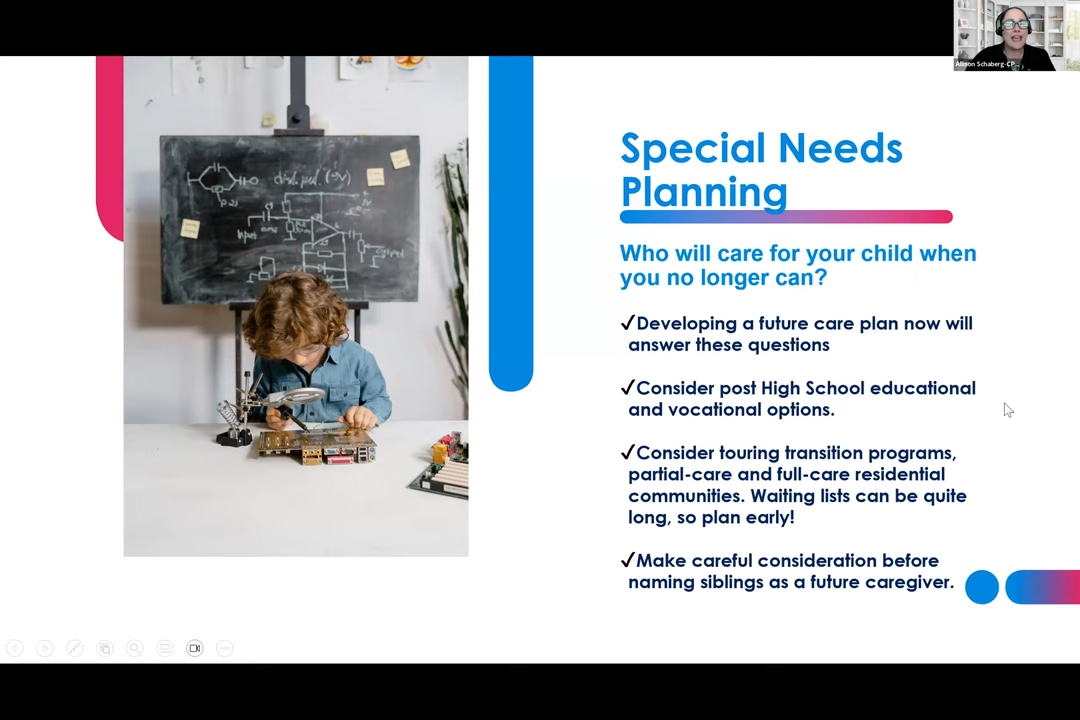 Allison Schaberg-CP...
Special Needs
Planning
Who will care for your child when
you no longer can?
✓Developing a future care plan now will
answer these questions
✓Consider post High School educational
and vocational options.
✓Consider touring transition programs,
partial-care and full-care residential
communities. Waiting lists can be quite
long, so plan early!
✓Make careful consideration before
naming siblings as a future caregiver.